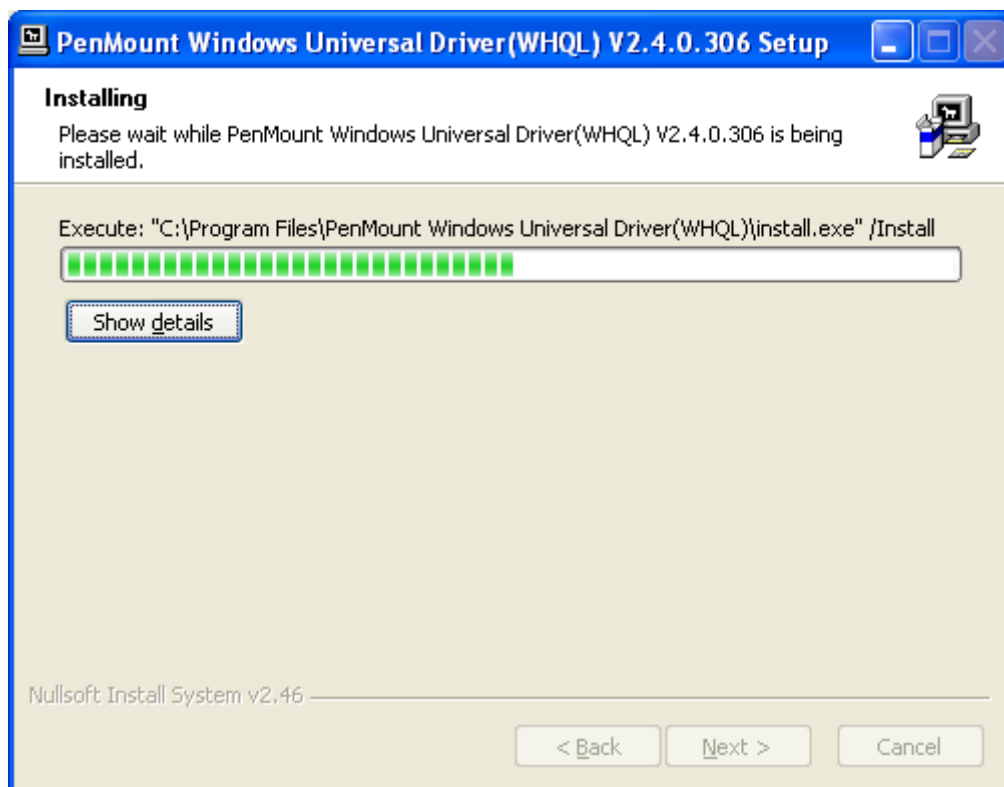 PenMount Windows Universal Driver(WHQL) V2.4.0.306 Setup
Installing
Please wait while PenMount Windows Universal Driver(WHQL) V2.4.0.306 is being
installed.
Execute: "C:\Program Files\PenMount Windows Universal Driver(WHQL)\install.exe" /Install
Show details
Nullsoft Install System v2.46
< Back Next > Cancel